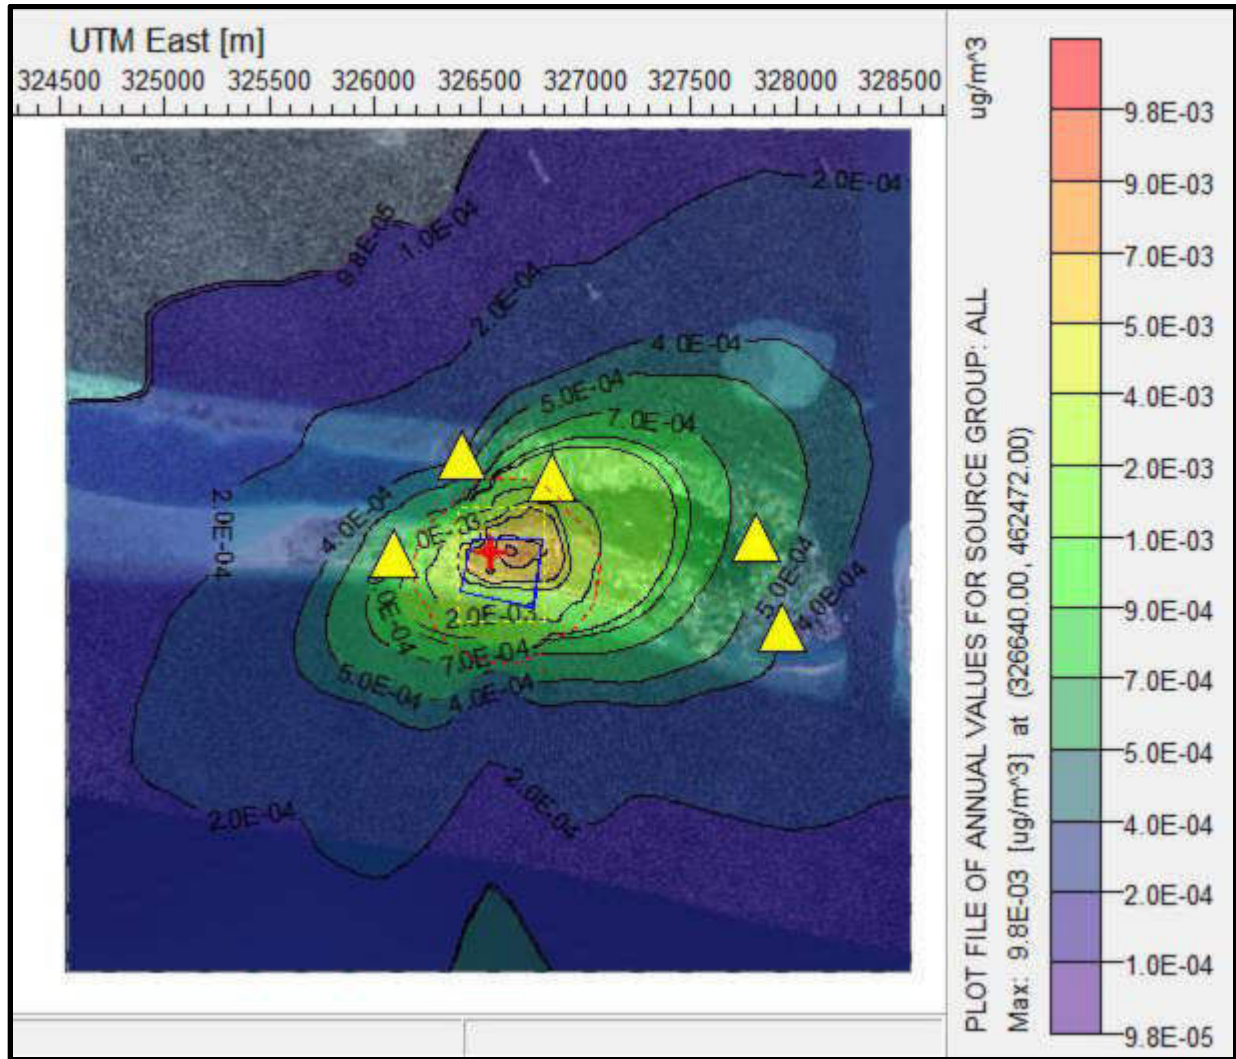 UTM East [m]
324500 325000 325500 326000 326500 327000 327500 328000 328500
ug/m^3
PLOT FILE OF ANNUAL VALUES FOR SOURCE GROUP: ALL
Max: 9.8E-03 [ug/m^3] at (326640.00, 462472.00)
9.8E-03
9.0E-03
7.0E-03
5.0E-03
4.0E-03
2.0E-03
1.0E-03
9.0E-04
7.0E-04
5.0E-04
4.0E-04
2.0E-04
1.0E-04
9.8E-05
2.0E-04
9.8E-05
1.0E-04
2.0E-04
4.0E-04
5.0E-04
7.0E-04
2.0E-04
4.0E-04
5.0E-04
4.0E-04
2.0E-03
7.0E-04
5.0E-04
4.0E-04
2.0E-04
2.0E-04